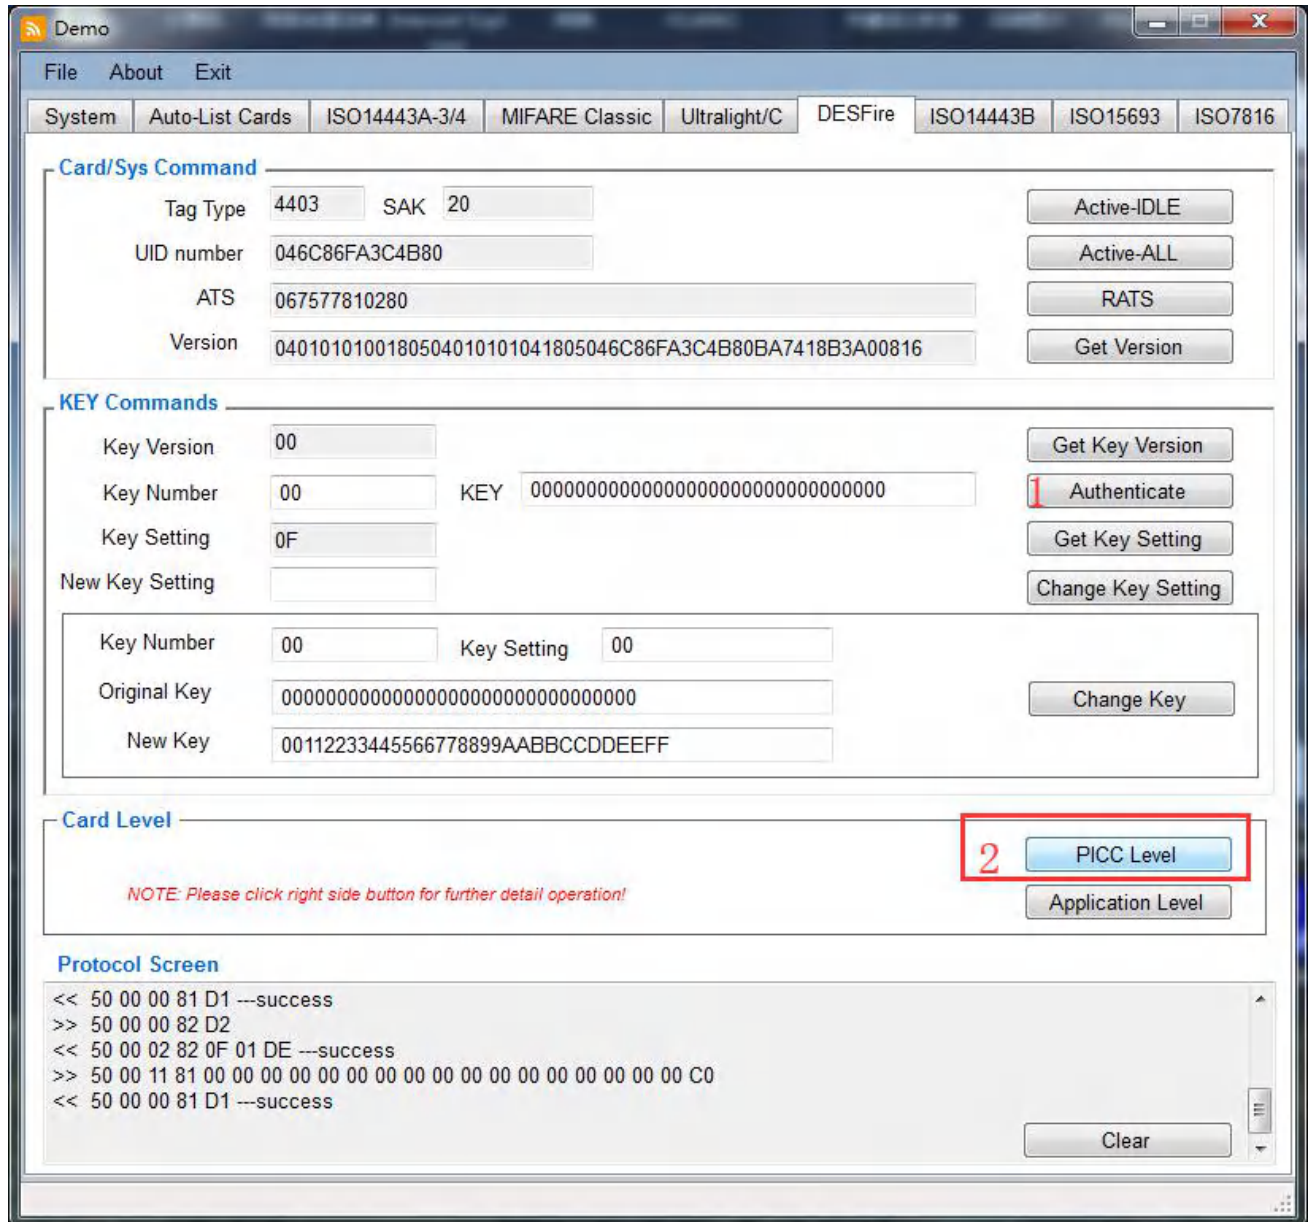 Demo
File About Exit
System Auto-List Cards ISO14443A-3/4 MIFARE Classic Ultralight/C DESFire ISO14443B ISO15693 ISO7816
Card/Sys Command
Tag Type 4403 SAK 20 Active-IDLE
UID number 046C86FA3C4B80 Active-ALL
ATS 067577810280 RATS
Version 0401010100180504010101041805046C86FA3C4B80BA7418B3A00816 Get Version
KEY Commands
Key Version 00 Get Key Version
Key Number 00 KEY 00000000000000000000000000000000 1 Authenticate
Key Setting 0F Get Key Setting
New Key Setting Change Key Setting
Key Number 00 Key Setting 00
Original Key 00000000000000000000000000000000 Change Key
New Key 00112233445566778899AABBCCDDEEFF
Card Level
2 PICC Level
NOTE: Please click right side button for further detail operation!
Application Level
Protocol Screen
<< 50 00 00 81 D1 ---success
>> 50 00 00 82 D2
<< 50 00 02 82 0F 01 DE ---success
>> 50 00 11 81 00 00 00 00 00 00 00 00 00 00 00 00 00 00 00 00 00 C0
<< 50 00 00 81 D1 ---success
Clear